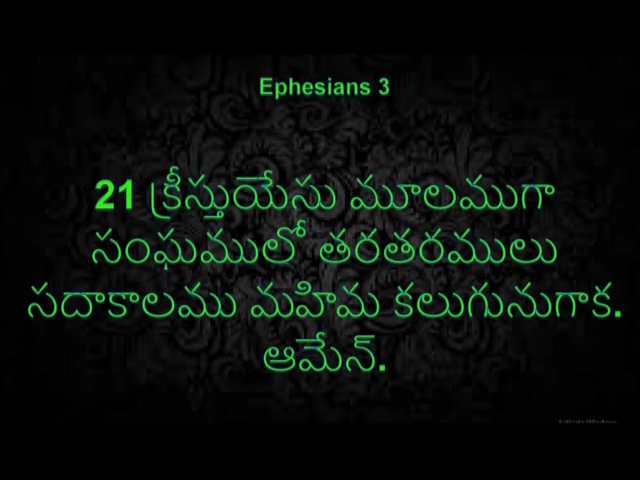 Ephesians 3
21 క్రీస్తుయేసు మూలముగా
సంఘములో తరతరములు
సదాకాలము మహిమ కలుగునుగాక.
ఆమేన్.